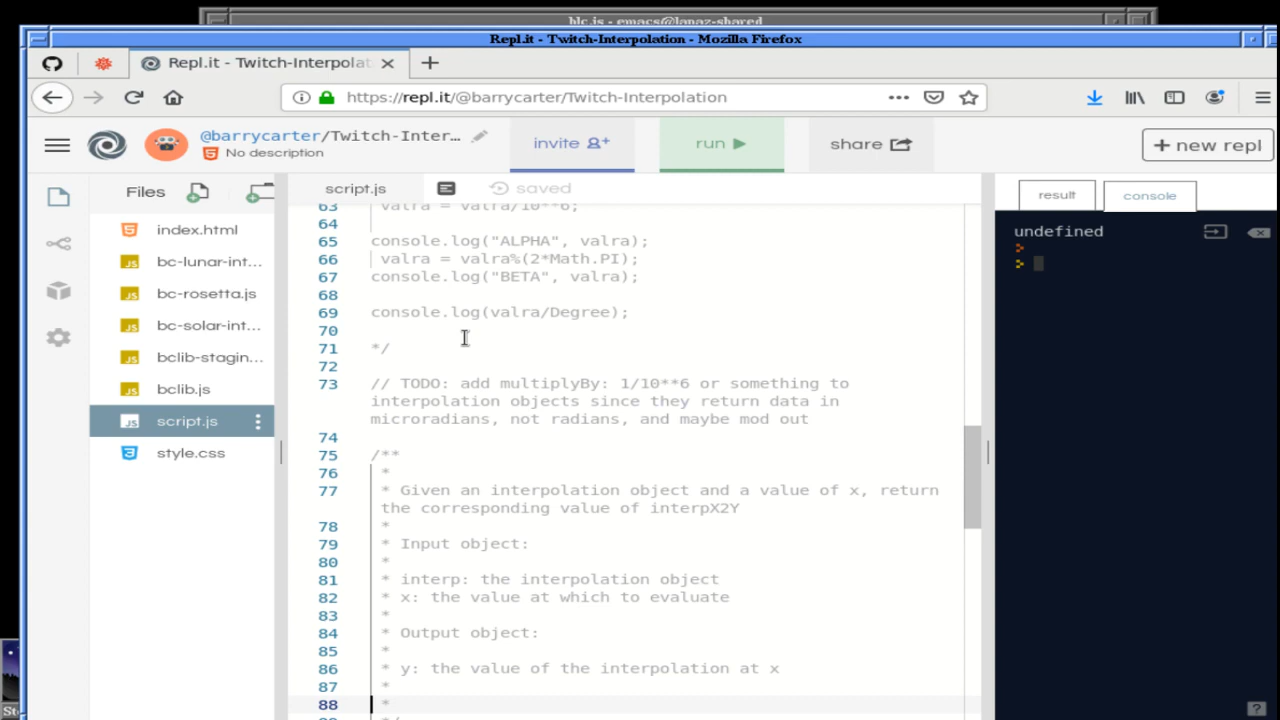 blc.js - emacs@lapaz-shared
Repl.it - Twitch-Interpolation - Mozilla Firefox
Repl.it - Twitch-Interpolat
https://repl.it/@barrycarter/Twitch-Interpolation
@barrycarter/Twitch-Inter...
No description
invite
run
share
+ new repl
Files
script.js
saved
result
console
index.html
bc-lunar-int...
bc-rosetta.js
bc-solar-int...
bclib-stagin...
bclib.js
script.js
style.css
63 valra = valra/10**6;
64
65 console.log("ALPHA", valra);
66 valra = valra%(2*Math.PI);
67 console.log("BETA", valra);
68
69 console.log(valra/Degree);
70
71 */
72
73 // TODO: add multiplyBy: 1/10**6 or something to
interpolation objects since they return data in
microradians, not radians, and maybe mod out
74
75 /**
76 *
77 * Given an interpolation object and a value of x, return
the corresponding value of interpX2Y
78 *
79 * Input object:
80 *
81 * interp: the interpolation object
82 * x: the value at which to evaluate
83 *
84 * Output object:
85 *
86 * y: the value of the interpolation at x
87 *
88 *
undefined
>
>